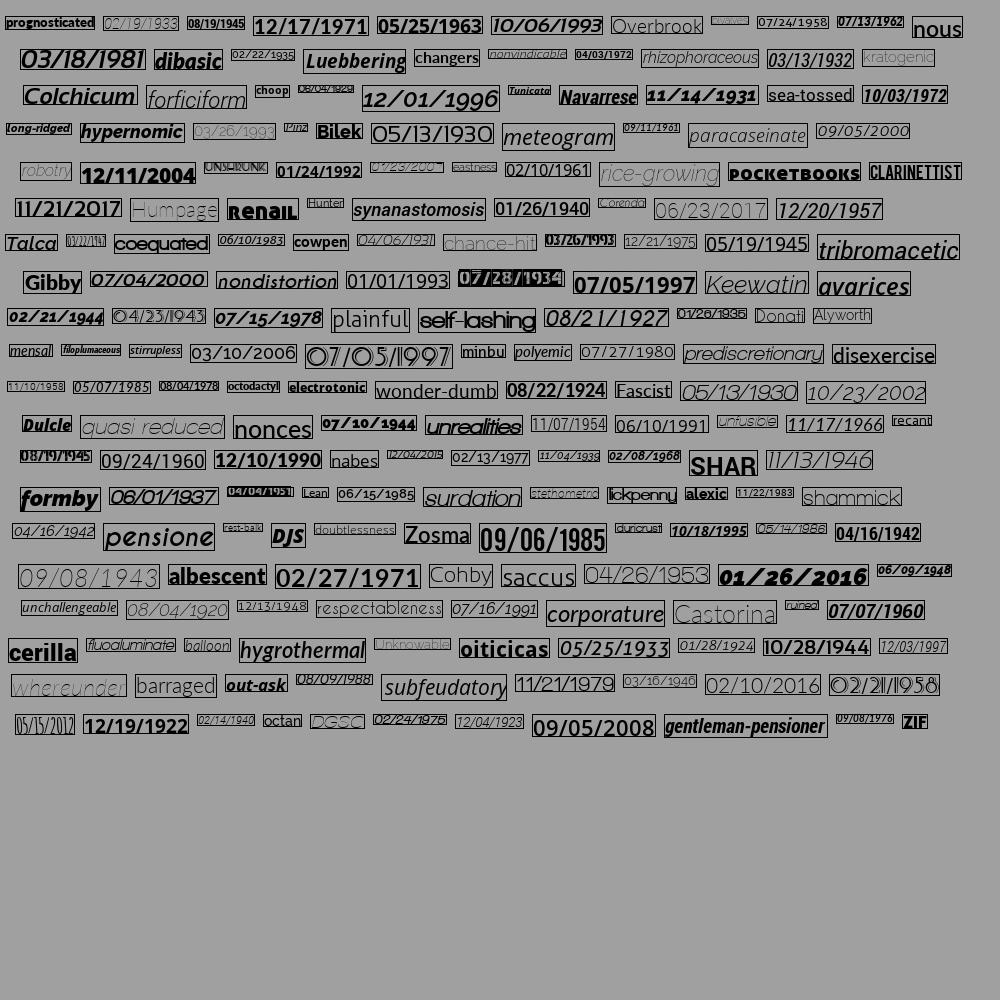 prognosticated 02/19/1933 08/19/1945 12/17/1971 05/25/1963 10/06/1993 Overbrook 07/24/1958 07/13/1962 nous
03/18/1981 dibasic 02/22/1935 Luebbering changers nonvindicable 04/03/1972 rhizophoraceous 03/13/1932 kratogenic
Colchicum forficiform choop 08/04/1929 12/01/1996 Tunicata Navarrese 11/14/1931 sea-tossed 10/03/1972
long-ridged hypernomic 03/26/1993 Pinz Bilek 05/13/1930 meteogram 09/11/1961 paracaseinate 09/05/2000
robotry 12/11/2004 UNSHRUNK 01/24/1992 eastness 02/10/1961 rice-growing POCKETBOOKS CLARINETTIST
11/21/2017 Humpage RENAIL Hunter synanastomosis 01/26/1940 Corenda 06/23/2017 12/20/1957
Talca 03/22/1947 coequated 06/10/1983 cowpen 04/06/1931 chance-hit 03/26/1993 12/21/1975 05/19/1945 tribromacetic
Gibby 07/04/2000 nondistortion 01/01/1993 07/28/1934 07/05/1997 Keewatin avarices
02/21/1944 04/23/1943 07/15/1978 plainful self-lashing 08/21/1927 01/26/1935 Donati Alyworth
mensal filoplumaceous stirrupless 03/10/2006 07/05/1997 minbu polyemic 07/27/1980 prediscretionary disexercise
11/10/1958 05/07/1985 08/04/1978 octodactyl electrotonic wonder-dumb 08/22/1924 Fascist 05/13/1930 10/23/2002
Dulcle quasi reduced nonces 07/10/1944 unrealities 11/07/1954 06/10/1991 unfusible 11/17/1966 recant
08/19/1945 09/24/1960 12/10/1990 nabes 12/04/2015 02/13/1977 11/04/1939 02/08/1968 SHAR 11/13/1946
formby 06/01/1937 04/04/1951 Lean 06/15/1985 surdation stethometric lickpenny alexic 11/22/1983 shammick
04/16/1942 pensione rest-balk DJS doubtlessness Zosma 09/06/1985 duricrust 10/18/1995 05/14/1986 04/16/1942
09/08/1943 albescent 02/27/1971 Cohby saccus 04/26/1953 01/26/2016 06/09/1948
unchallengeable 08/04/1920 12/13/1948 respectableness 07/16/1991 corporature Castorina ruined 07/07/1960
cerilla fluoaluminate balloon hygrothermal Unknowable oiticicas 05/25/1933 01/28/1924 10/28/1944 12/03/1997
whereunder barraged out-ask 08/09/1988 subfeudatory 11/21/1979 03/16/1946 02/10/2016 02/21/1958
05/15/2012 12/19/1922 02/14/1940 octan DGSC 02/24/1975 12/04/1923 09/05/2008 gentleman-pensioner 09/08/1976 ZIF